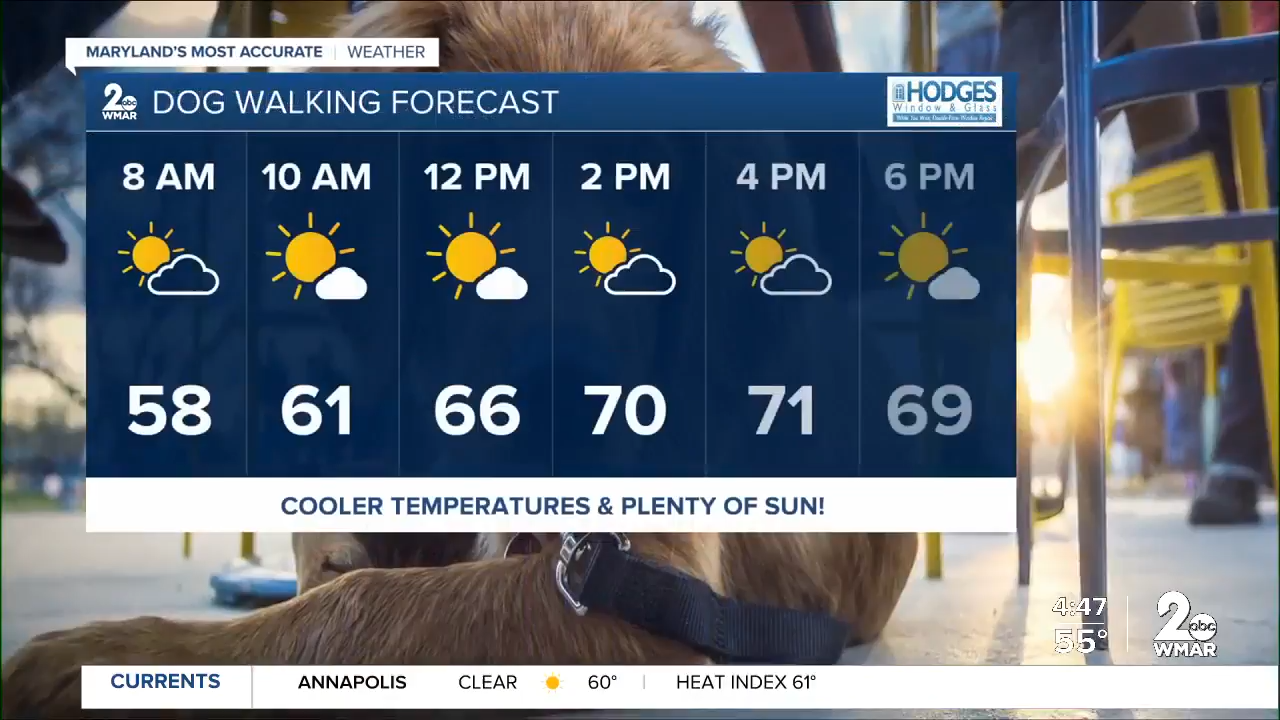 MARYLAND'S MOST ACCURATE | WEATHER
2 abc WMAR DOG WALKING FORECAST
HODGES
Window & Glass
8 AM 10 AM 12 PM 2 PM 4 PM 6 PM
58 61 66 70 71 69
COOLER TEMPERATURES & PLENTY OF SUN!
4:47
55°
2 abc
WMAR
CURRENTS ANNAPOLIS CLEAR 60° | HEAT INDEX 61°